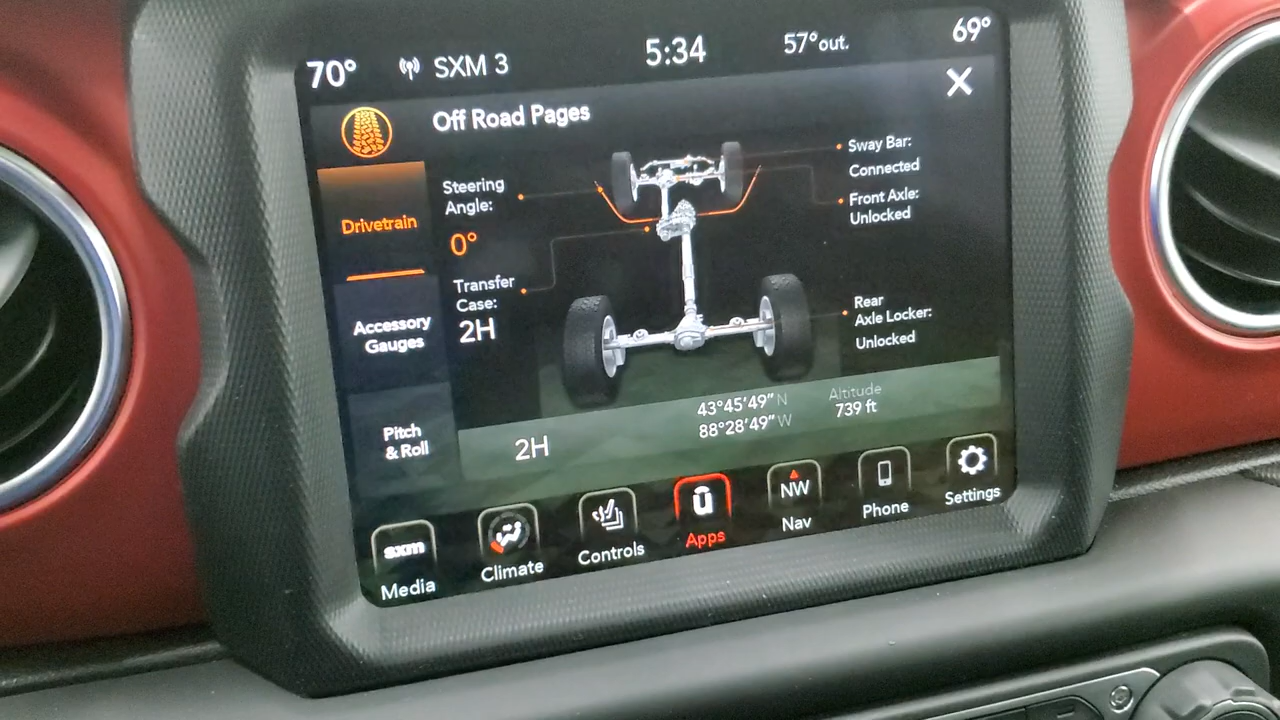 70° SXM 3 5:34 57°out. 69°
Off Road Pages
Drivetrain
Accessory
Gauges
Pitch
& Roll
Steering
Angle:
0°
Transfer
Case:
2H
Sway Bar:
Connected
Front Axle:
Unlocked
Rear
Axle Locker:
Unlocked
2H
43°45'49" N
88°28'49" W
Altitude
739 ft
sxm
Media
Climate
Controls
ū
Apps
NW
Nav
Phone
Settings